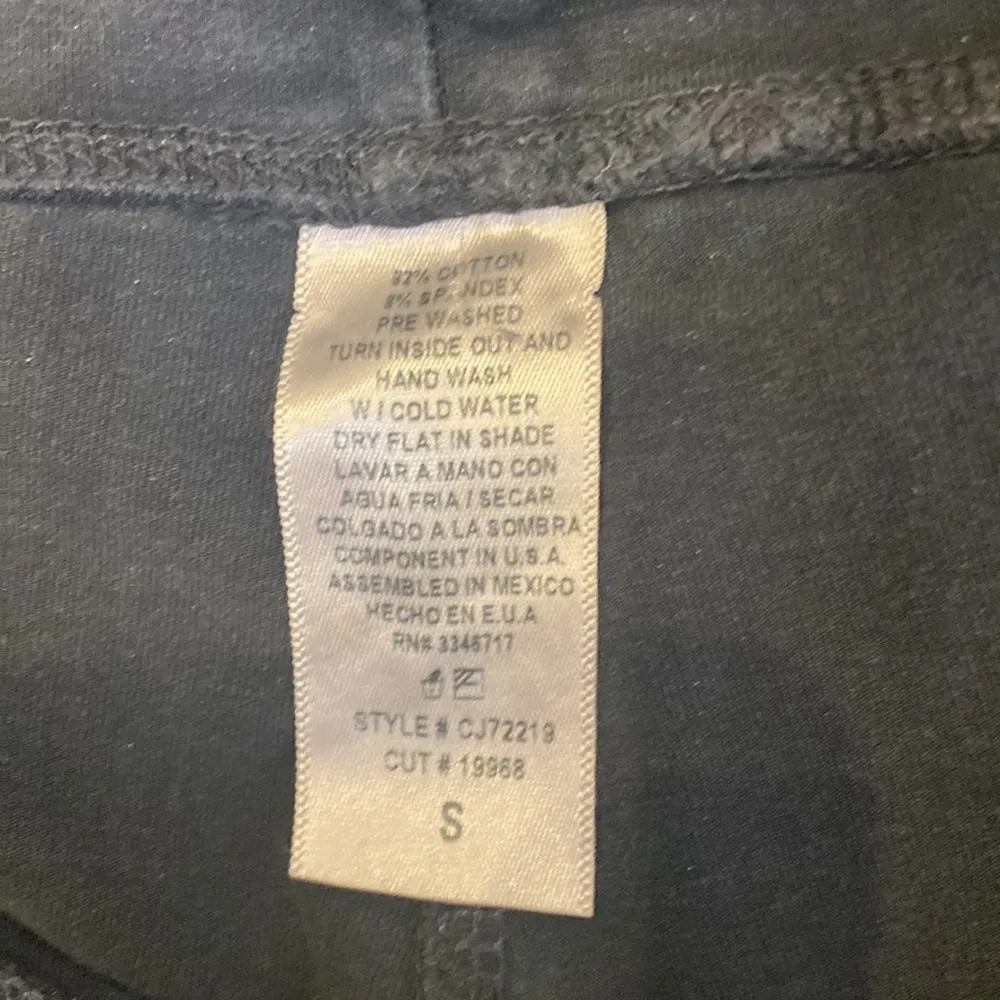 92% COTTON
8% SPANDEX
PRE WASHED
TURN INSIDE OUT AND
HAND WASH
W / COLD WATER
DRY FLAT IN SHADE
LAVAR A MANO CON
AGUA FRIA / SECAR
COLGADO A LA SOMBRA
COMPONENT IN U.S.A.
ASSEMBLED IN MEXICO
HECHO EN E.U.A
RN# 3346717
STYLE # CJ72219
CUT # 19968
S